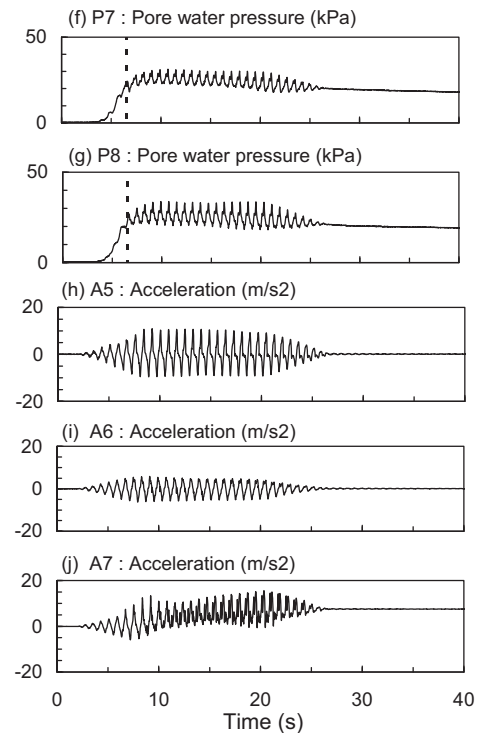 (f) P7 : Pore water pressure (kPa)
50
0
(g) P8 : Pore water pressure (kPa)
50
0
(h) A5 : Acceleration (m/s2)
20
0
-20
(i) A6 : Acceleration (m/s2)
20
0
-20
(j) A7 : Acceleration (m/s2)
20
0
-20
0 10 20 30 40
Time (s)